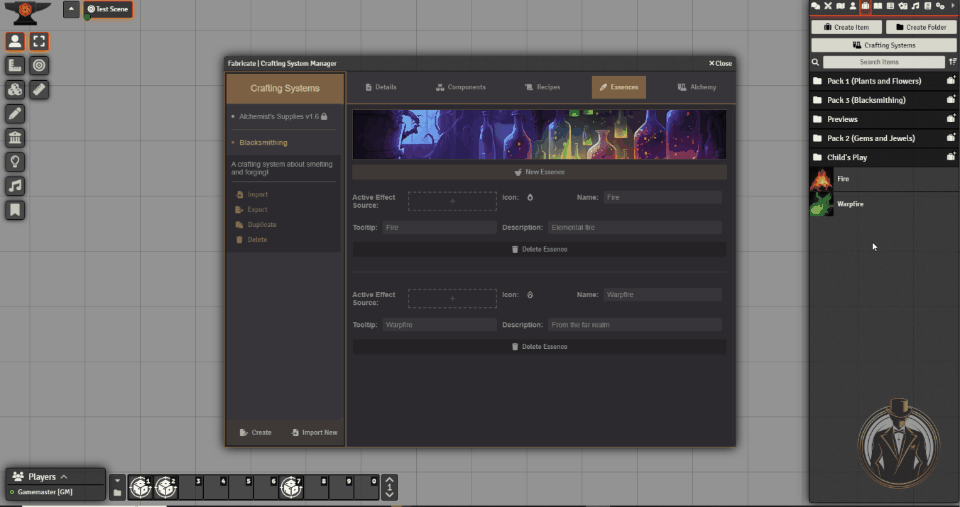 Test Scene
Create Item
Create Folder
Crafting Systems
Search Items
Pack 1 (Plants and Flowers)
Pack 3 (Blacksmithing)
Previews
Pack 2 (Gems and Jewels)
Child's Play
Fire
Warpfire
Fabricate | Crafting System Manager
Close
Crafting Systems
Alchemist's Supplies v1.6
Blacksmithing
A crafting system about smelting
and forging!
Import
Export
Duplicate
Delete
Create
Import New
Details
Components
Recipes
Essences
Alchemy
New Essence
Active Effect
Source:
+
Icon:
Name: Fire
Tooltip: Fire
Description: Elemental fire
Delete Essence
Active Effect
Source:
+
Icon:
Name: Warpfire
Tooltip: Warpfire
Description: From the far realm
Delete Essence
Players
Gamemaster [GM]
1 2 3 4 5 6 7 8 9 0
1